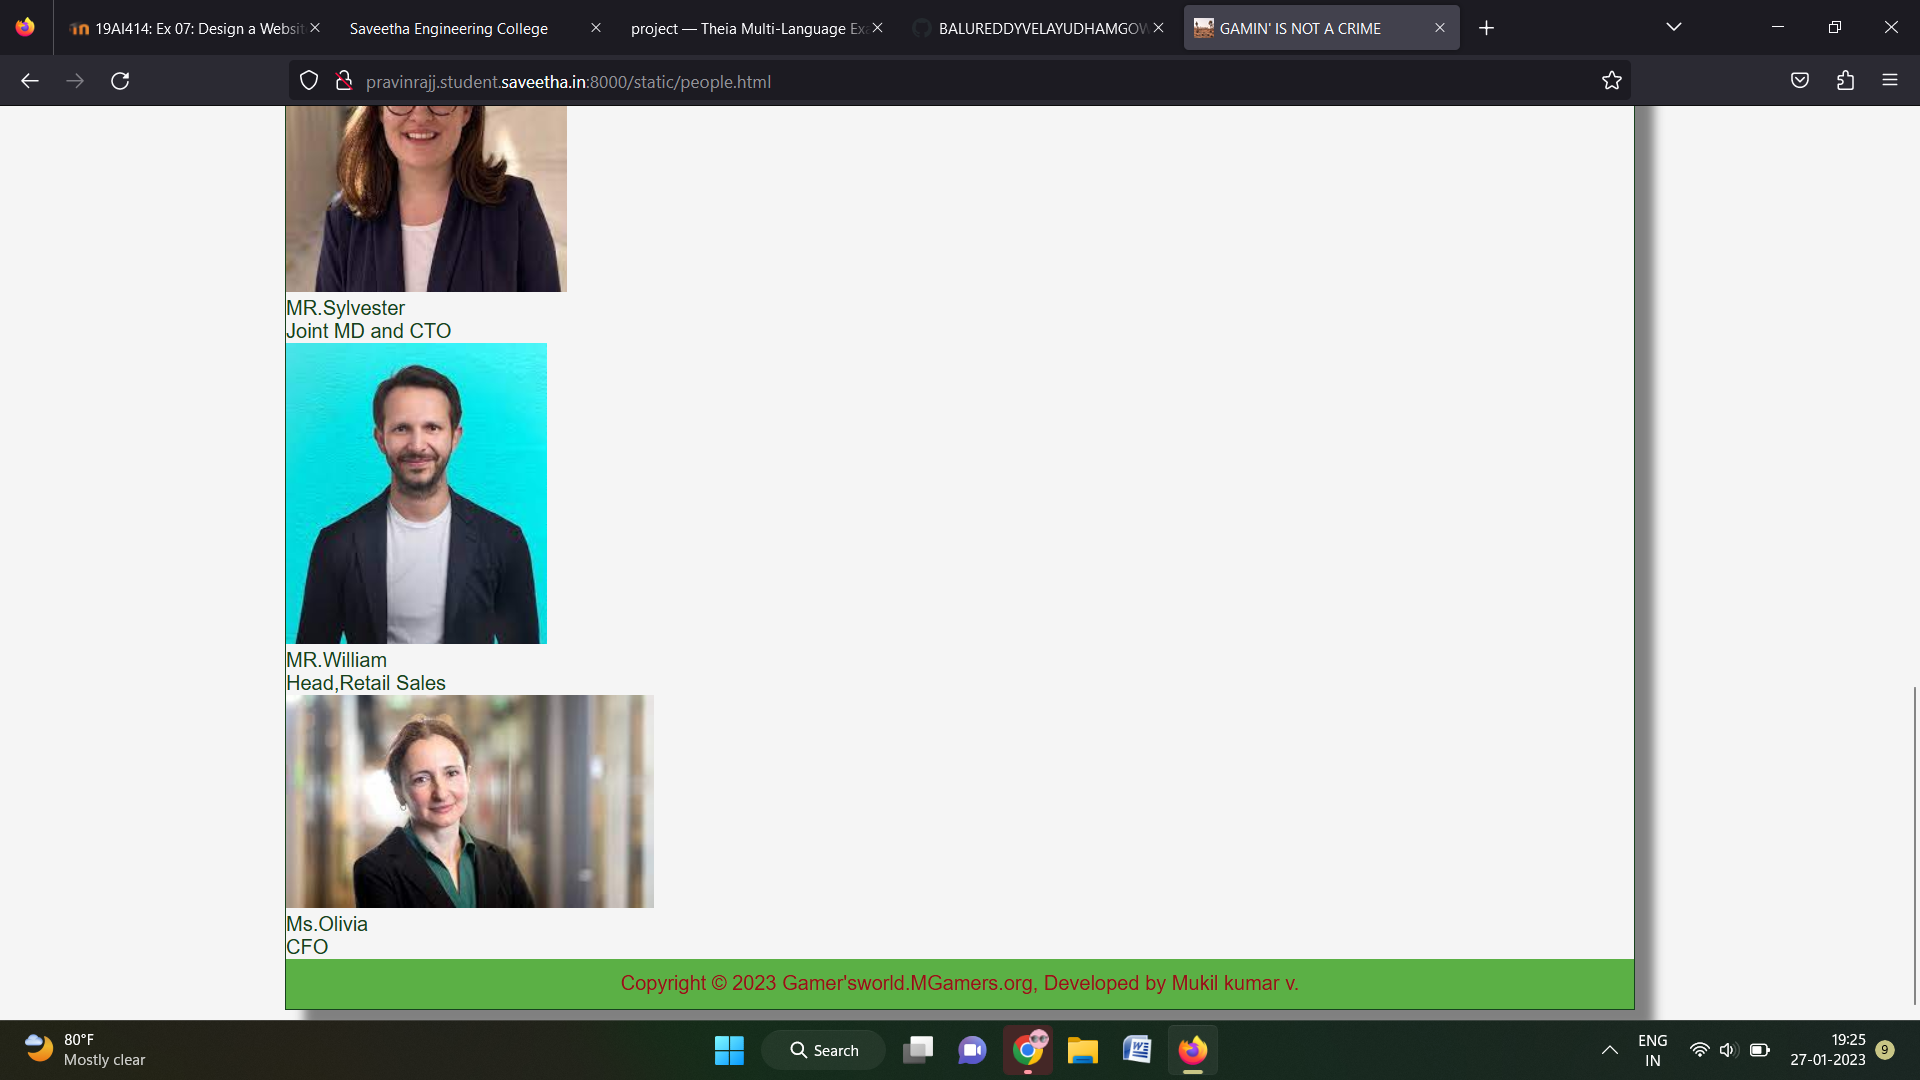 19AI414: Ex 07: Design a Websit
Saveetha Engineering College
project — Theia Multi-Language Ex
BALUREDDYVELAYUDHAMGOW
GAMIN' IS NOT A CRIME
pravinrajj.student.saveetha.in:8000/static/people.html
MR.Sylvester
Joint MD and CTO
MR.William
Head,Retail Sales
Ms.Olivia
CFO
Copyright © 2023 Gamer'sworld.MGamers.org, Developed by Mukil kumar v.
80°F
Mostly clear
Search
ENG
IN
19:25
27-01-2023
9